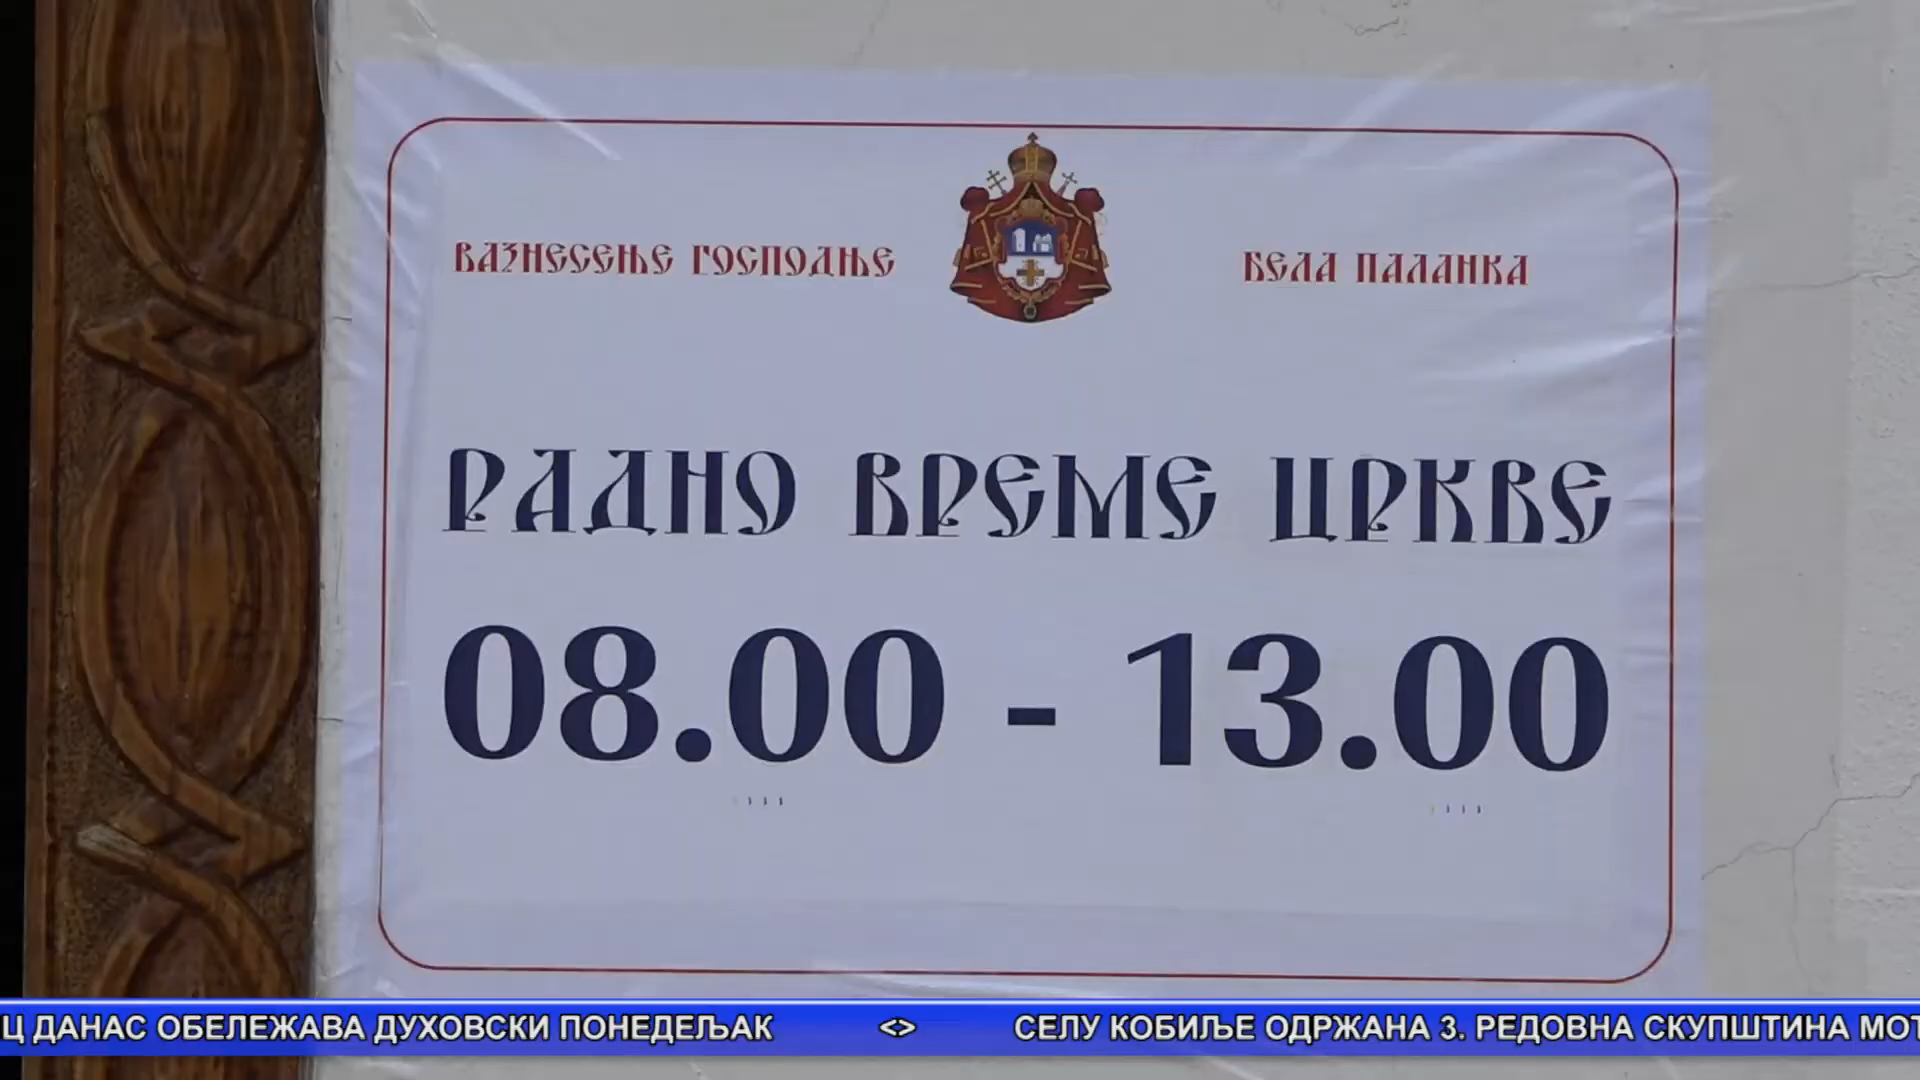 ВАЗНЕСЕЊЕ ГОСПОДЊЕ
БЕЛА ПАЛАНКА
РАДНО ВРЕМЕ ЦРКВЕ
08.00 - 13.00
Ц ДАНАС ОБЕЛЕЖАВА ДУХОВСКИ ПОНЕДЕЉАК <> СЕЛУ КОБИЉЕ ОДРЖАНА 3. РЕДОВНА СКУПШТИНА МОТ